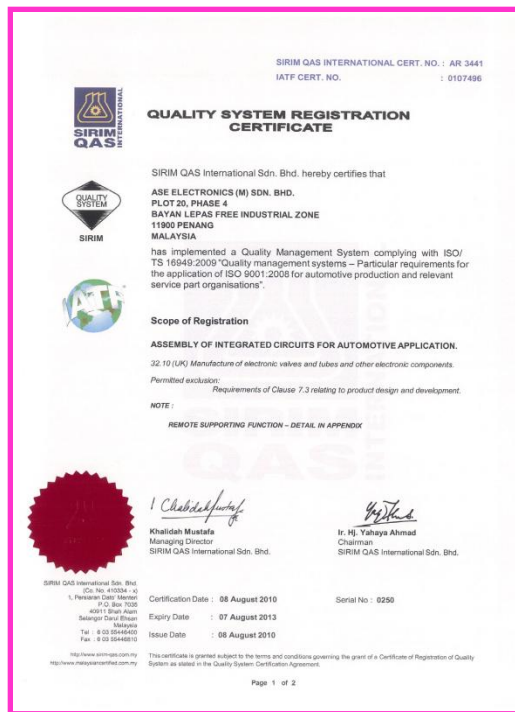 SIRIM QAS INTERNATIONAL CERT. NO. : AR 3441
IATF CERT. NO. : 0107496
SIRIM
QAS
INTERNATIONAL
QUALITY SYSTEM REGISTRATION
CERTIFICATE
SIRIM QAS International Sdn. Bhd. hereby certifies that
QUALITY
SYSTEM
SIRIM
ASE ELECTRONICS (M) SDN. BHD.
PLOT 20, PHASE 4
BAYAN LEPAS FREE INDUSTRIAL ZONE
11900 PENANG
MALAYSIA
has implemented a Quality Management System complying with ISO/
TS 16949:2009 "Quality management systems – Particular requirements for
the application of ISO 9001:2008 for automotive production and relevant
service part organisations".
IATF
Scope of Registration
ASSEMBLY OF INTEGRATED CIRCUITS FOR AUTOMOTIVE APPLICATION.
32.10 (UK) Manufacture of electronic valves and tubes and other electronic components.
Permitted exclusion:
Requirements of Clause 7.3 relating to product design and development.
NOTE :
REMOTE SUPPORTING FUNCTION – DETAIL IN APPENDIX
QAS
Khalidah Mustafa
Managing Director
SIRIM QAS International Sdn. Bhd.
Ir. Hj. Yahaya Ahmad
Chairman
SIRIM QAS International Sdn. Bhd.
SIRIM QAS International Sdn. Bhd.
(Co. No. 410334 - x)
1, Persiaran Dato' Menteri
P.O. Box 7035
40911 Shah Alam
Selangor Darul Ehsan
Malaysia
Tel : 6 03 55446400
Fax : 6 03 55446810
http://www.sirim-qas.com.my
http://www.malaysiancertified.com.my
Certification Date : 08 August 2010
Serial No : 0250
Expiry Date : 07 August 2013
Issue Date : 08 August 2010
This certificate is granted subject to the terms and conditions governing the grant of a Certificate of Registration of Quality
System as stated in the Quality System Certification Agreement.
Page 1 of 2